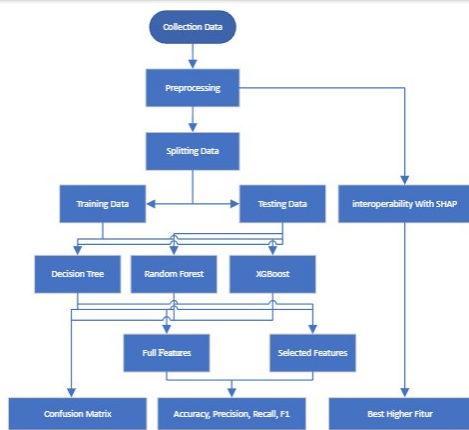 Collection Data
Preprocessing
Splitting Data
Training Data
Testing Data
interoperability With SHAP
Decision Tree
Random Forest
XGBoost
Full Features
Selected Features
Confusion Matrix
Accuracy, Precision, Recall, F1
Best Higher Fitur